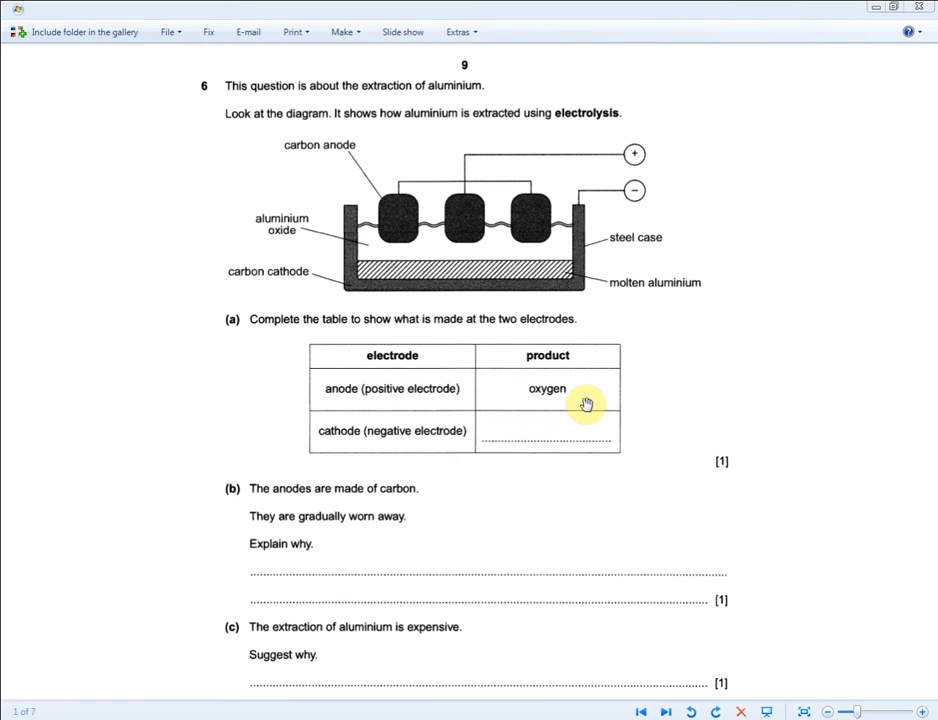 Include folder in the gallery File Fix E-mail Print Make Slide show Extras
9
6 This question is about the extraction of aluminium.
Look at the diagram. It shows how aluminium is extracted using electrolysis.
carbon anode
+
−
aluminium
oxide
steel case
carbon cathode
molten aluminium
(a) Complete the table to show what is made at the two electrodes.
electrode product
anode (positive electrode) oxygen
cathode (negative electrode) ....................................
[1]
(b) The anodes are made of carbon.
They are gradually worn away.
Explain why.
[1]
(c) The extraction of aluminium is expensive.
Suggest why.
[1]
1 of 7